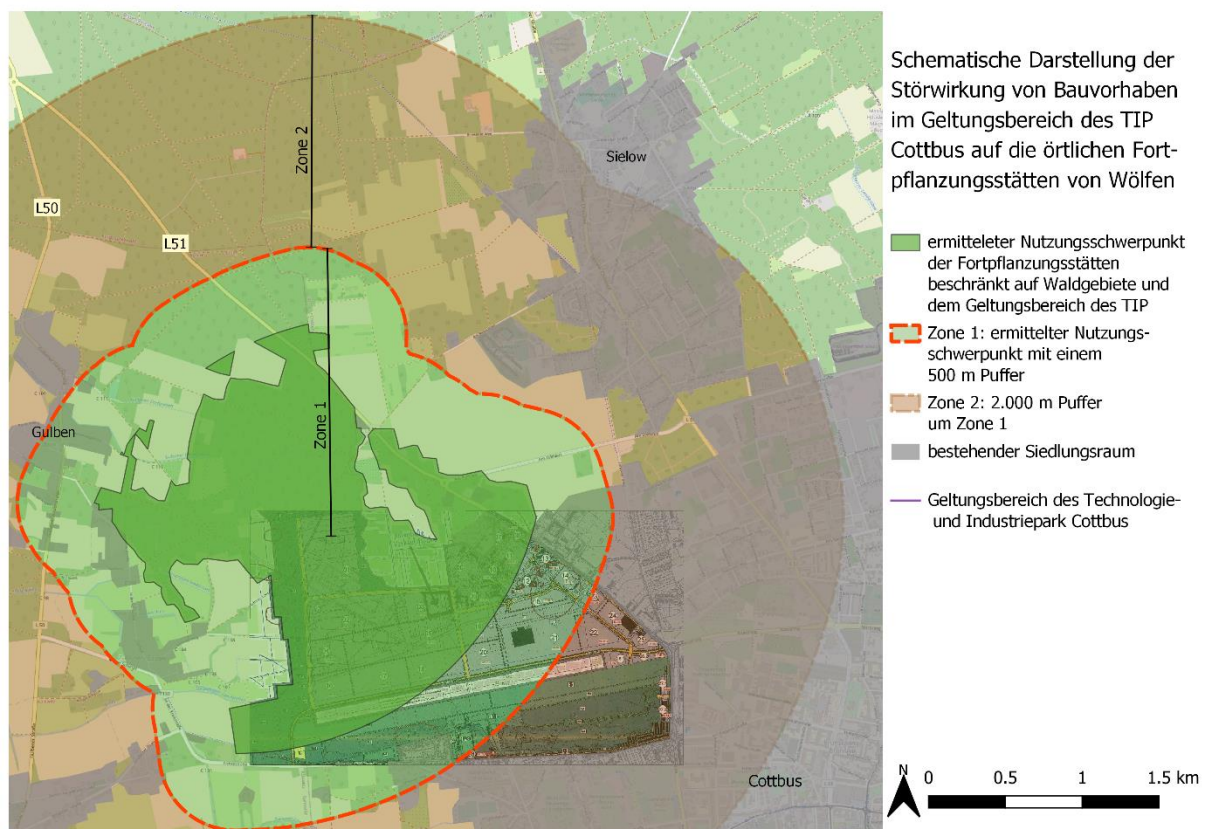 Schematische Darstellung der
Störwirkung von Bauvorhaben
im Geltungsbereich des TIP
Cottbus auf die örtlichen Fort-
pflanzungsstätten von Wölfen
ermitteleter Nutzungsschwerpunkt
der Fortpflanzungsstätten
beschränkt auf Waldgebiete und
dem Geltungsbereich des TIP
Zone 1: ermittelter Nutzungs-
schwerpunkt mit einem
500 m Puffer
Zone 2: 2.000 m Puffer
um Zone 1
bestehender Siedlungsraum
Geltungsbereich des Technologie-
und Industriepark Cottbus
N
0 0.5 1 1.5 km
Zone 2
Sielow
L50
L51
Zone 1
Gulben
Cottbus